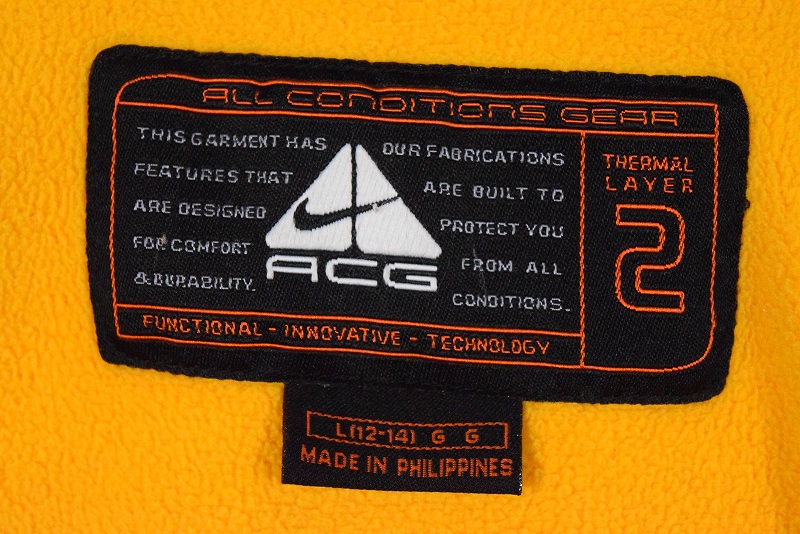 ALL CONDITIONS GEAR
THIS GARMENT HAS
FEATURES THAT
ARE DESIGNED
FOR COMFORT
& DURABILITY.
ACG
OUR FABRICATIONS
ARE BUILT TO
PROTECT YOU
FROM ALL
CONDITIONS.
THERMAL
LAYER
2
FUNCTIONAL - INNOVATIVE - TECHNOLOGY
L(12-14) G G
MADE IN PHILIPPINES